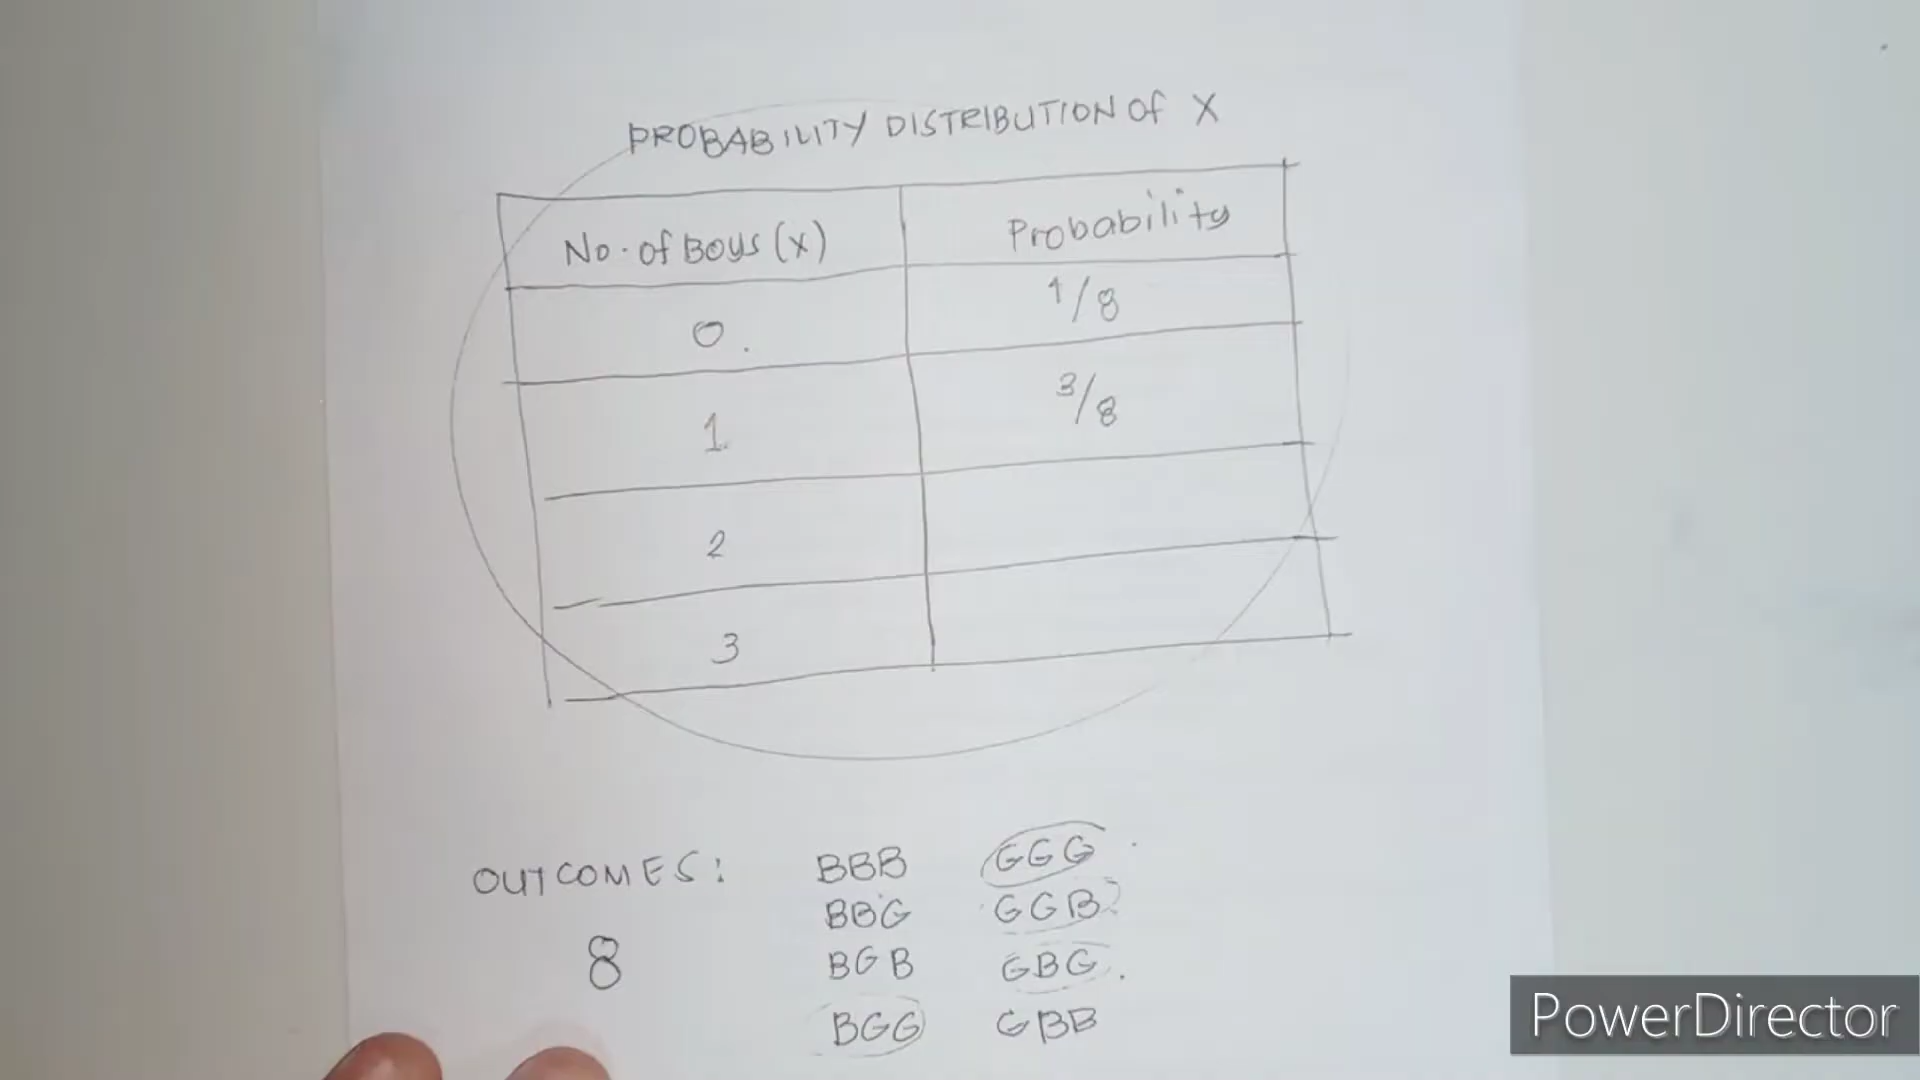 PROBABILITY DISTRIBUTION Of X
No. of Boys (x) Probability
0 1/8
1 3/8
2
3
OUTCOMES: BBB GGG
BBG GGB
8 BGB GBG
BGG GBB
PowerDirector